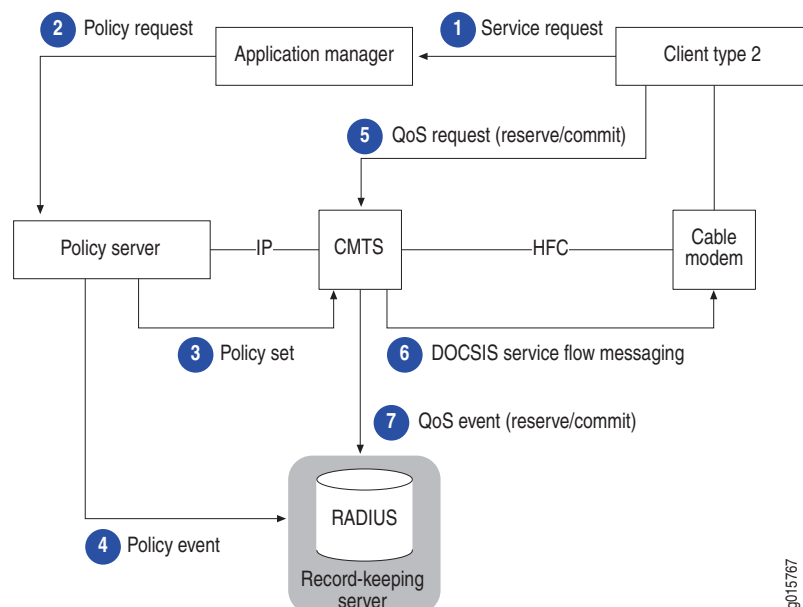 2 Policy request
1 Service request
Application manager
Client type 2
5 QoS request (reserve/commit)
Policy server
IP
CMTS
HFC
Cable
modem
3 Policy set
6 DOCSIS service flow messaging
7 QoS event (reserve/commit)
RADIUS
4 Policy event
Record-keeping
server
g015767